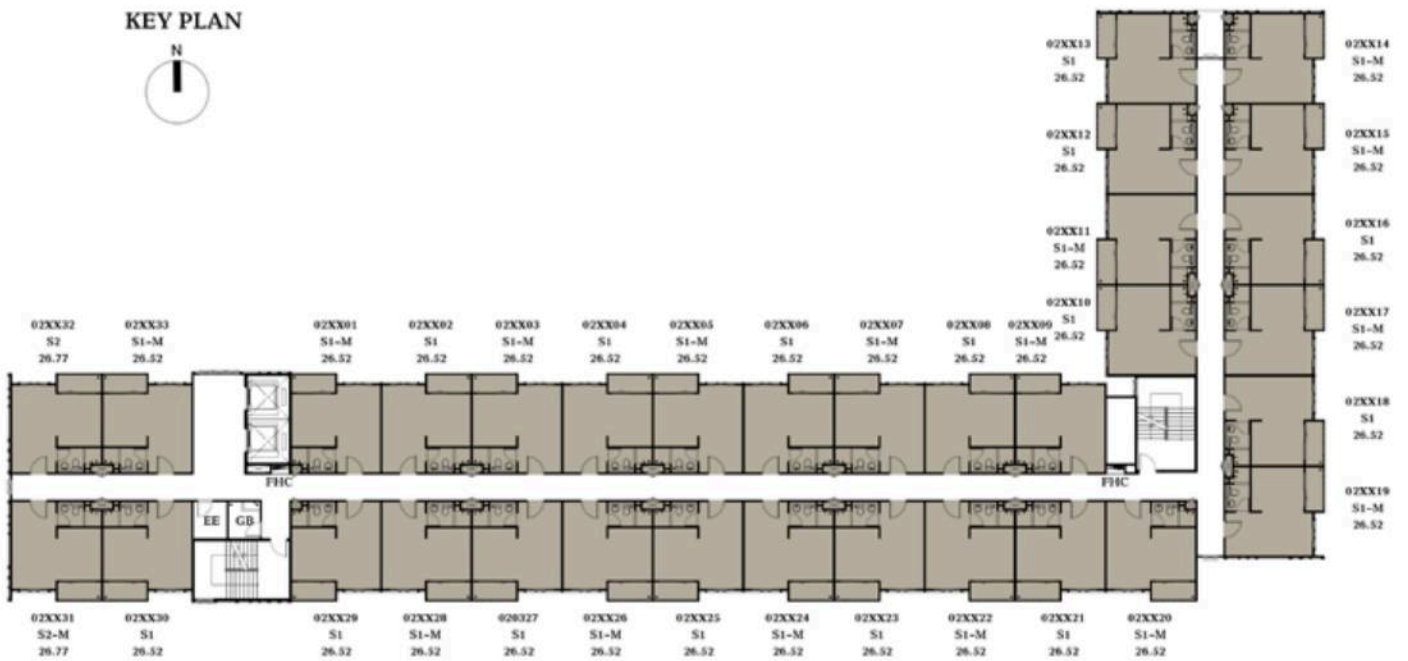 KEY PLAN
N
02XX13
S1
26.52
02XX14
S1-M
26.52
02XX12
S1
26.52
02XX15
S1-M
26.52
02XX11
S1-M
26.52
02XX16
S1
26.52
02XX10
S1
26.52
02XX17
S1-M
26.52
02XX32
S2
26.77
02XX33
S1-M
26.52
02XX01
S1-M
26.52
02XX02
S1
26.52
02XX03
S1-M
26.52
02XX04
S1
26.52
02XX05
S1-M
26.52
02XX06
S1
26.52
02XX07
S1-M
26.52
02XX08
S1
26.52
02XX09
S1-M
26.52
02XX18
S1
26.52
FHC
FHC
02XX19
S1-M
26.52
EE
GB
02XX31
S2-M
26.77
02XX30
S1
26.52
02XX29
S1
26.52
02XX28
S1-M
26.52
020327
S1
26.52
02XX26
S1-M
26.52
02XX25
S1
26.52
02XX24
S1-M
26.52
02XX23
S1
26.52
02XX22
S1-M
26.52
02XX21
S1
26.52
02XX20
S1-M
26.52